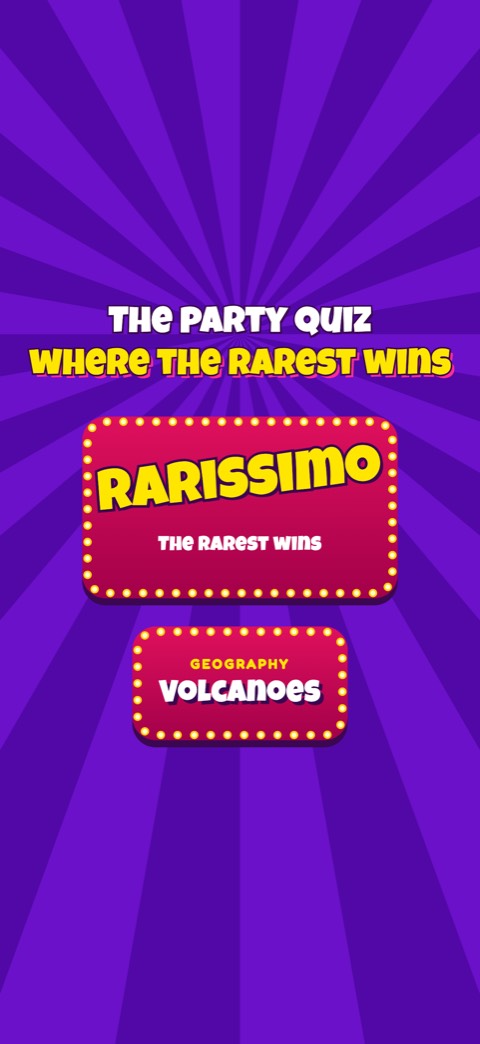 THE PARTY QUIZ
WHERE THE RAREST WINS
RARISSIMO
THE RAREST WINS
GEOGRAPHY
VOLCANOES